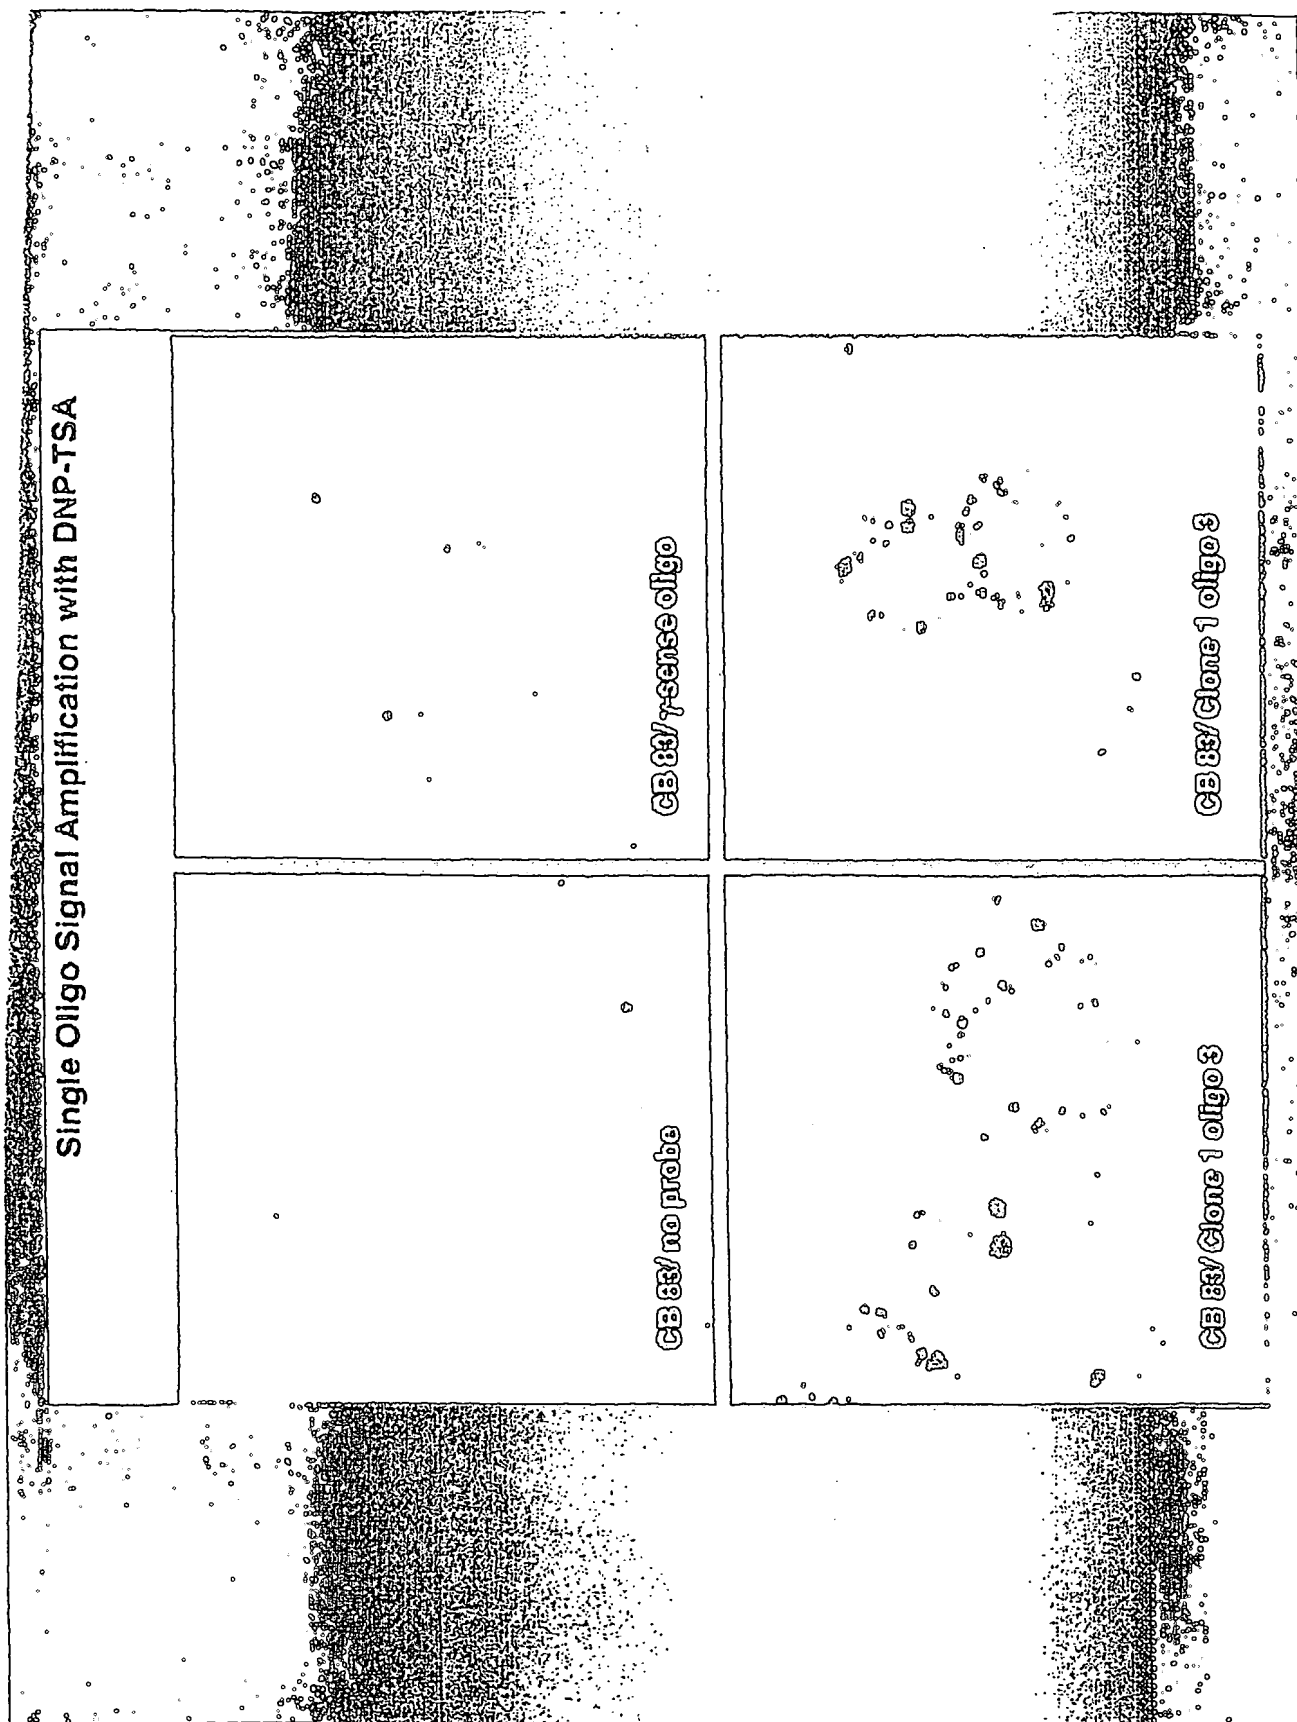 Single Oligo Signal Amplification with DNP-TSA
CB 83/ no probe
CB 83/ γ-sense oligo
CB 83/ Clone 1 oligo 3
CB 83/ Clone 1 oligo 3